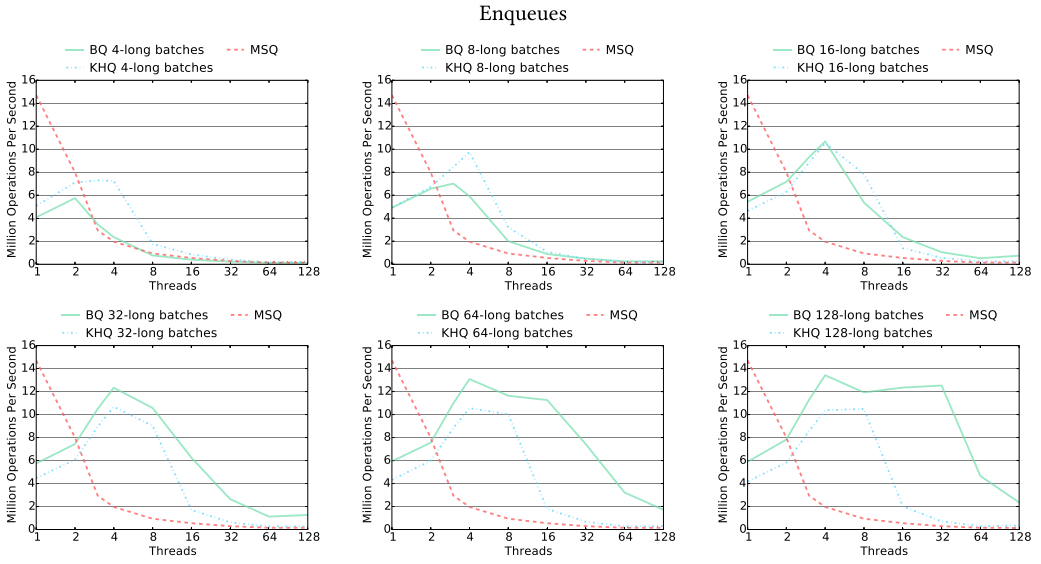 Enqueues
BQ 4-long batches MSQ
KHQ 4-long batches
Million Operations Per Second
16
14
12
10
8
6
4
2
0
1 2 4 8 16 32 64 128
Threads
BQ 8-long batches MSQ
KHQ 8-long batches
Million Operations Per Second
16
14
12
10
8
6
4
2
0
1 2 4 8 16 32 64 128
Threads
BQ 16-long batches MSQ
KHQ 16-long batches
Million Operations Per Second
16
14
12
10
8
6
4
2
0
1 2 4 8 16 32 64 128
Threads
BQ 32-long batches MSQ
KHQ 32-long batches
Million Operations Per Second
16
14
12
10
8
6
4
2
0
1 2 4 8 16 32 64 128
Threads
BQ 64-long batches MSQ
KHQ 64-long batches
Million Operations Per Second
16
14
12
10
8
6
4
2
0
1 2 4 8 16 32 64 128
Threads
BQ 128-long batches MSQ
KHQ 128-long batches
Million Operations Per Second
16
14
12
10
8
6
4
2
0
1 2 4 8 16 32 64 128
Threads